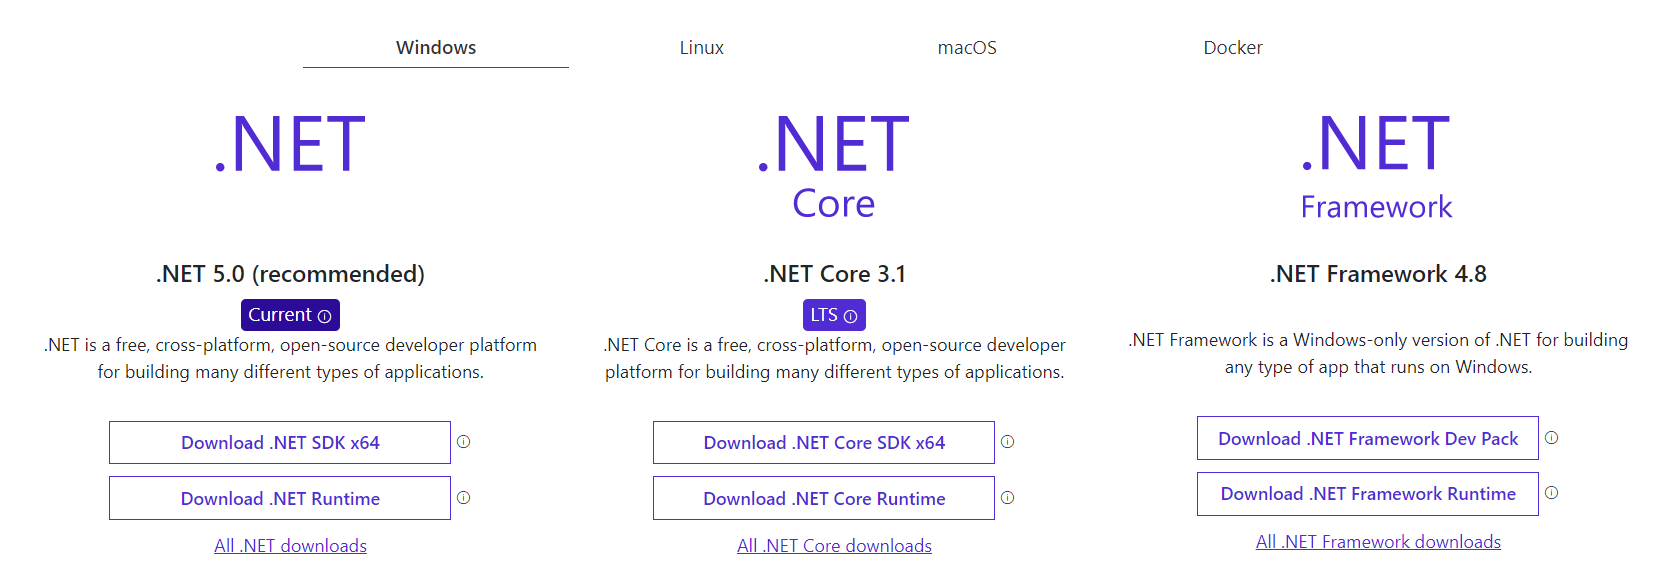 Windows
Linux
macOS
Docker
.NET
.NET 5.0 (recommended)
Current
.NET is a free, cross-platform, open-source developer platform
for building many different types of applications.
Download .NET SDK x64
Download .NET Runtime
All .NET downloads
.NET
Core
.NET Core 3.1
LTS
.NET Core is a free, cross-platform, open-source developer
platform for building many different types of applications.
Download .NET Core SDK x64
Download .NET Core Runtime
All .NET Core downloads
.NET
Framework
.NET Framework 4.8
.NET Framework is a Windows-only version of .NET for building
any type of app that runs on Windows.
Download .NET Framework Dev Pack
Download .NET Framework Runtime
All .NET Framework downloads